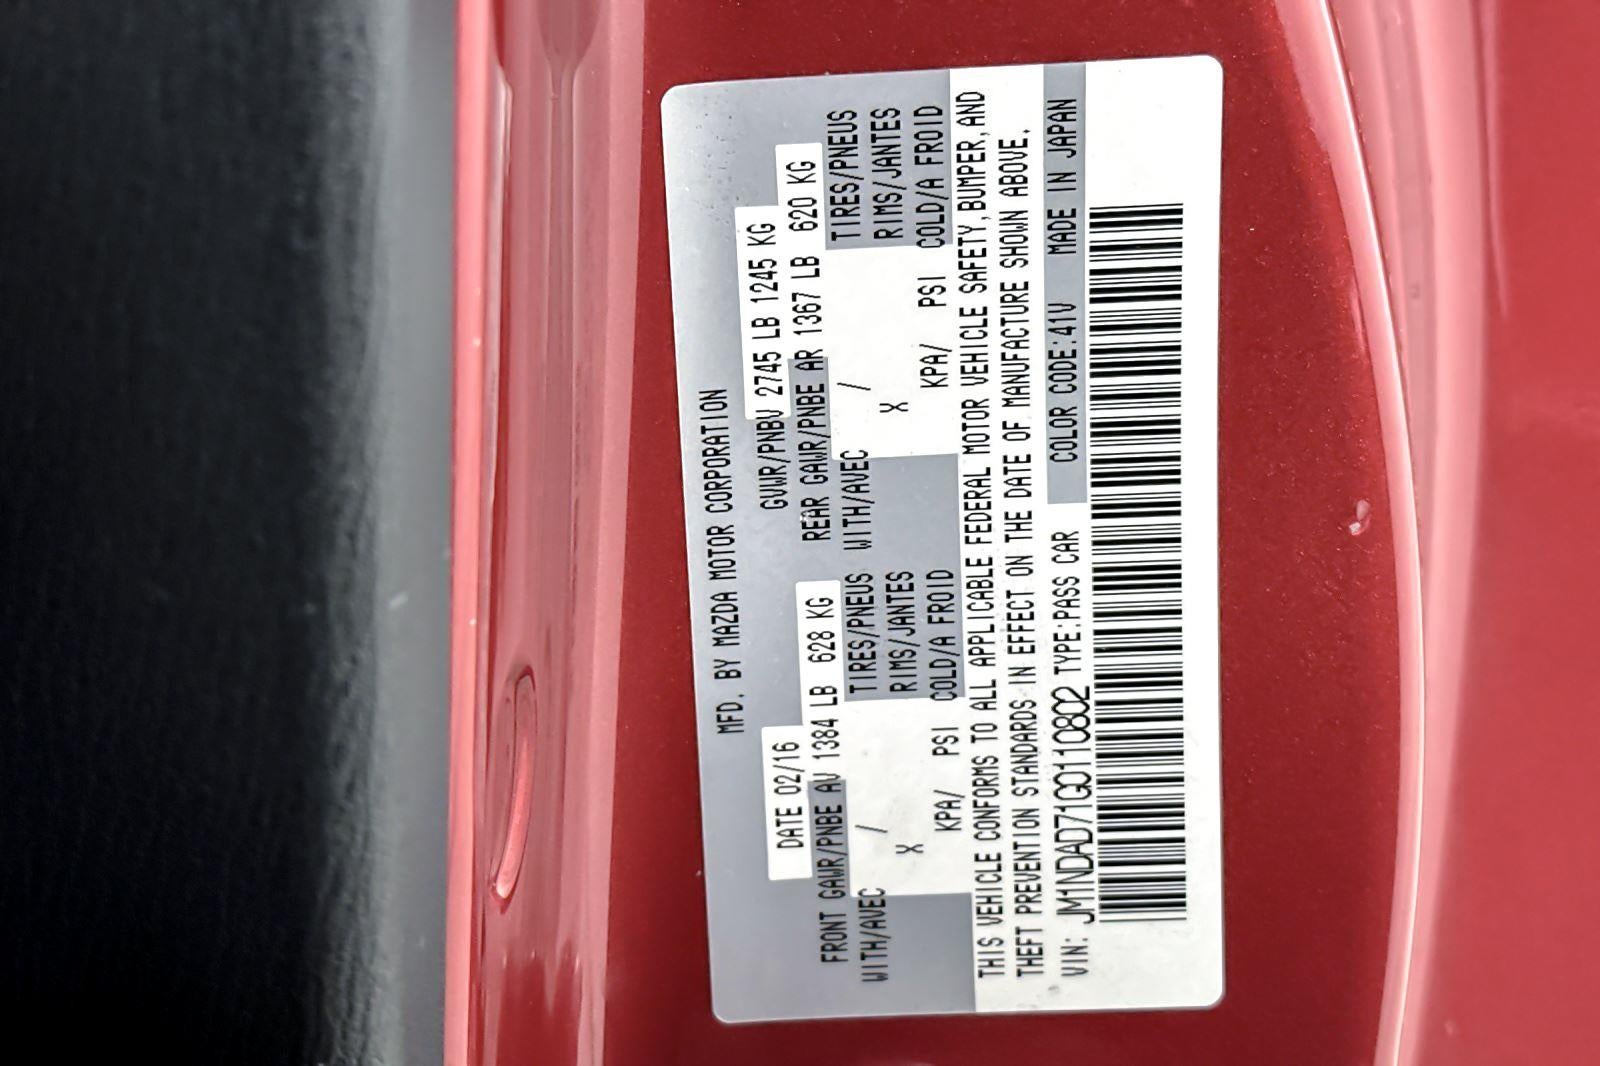 MFD. BY MAZDA MOTOR CORPORATION
DATE 02/16 GVWR/PNBV 2745 LB 1245 KG
FRONT GAWR/PNBE AV 1384 LB 628 KG REAR GAWR/PNBE AR 1367 LB 620 KG
WITH/AVEC / TIRES/PNEUS WITH/AVEC / TIRES/PNEUS
X RIMS/JANTES X RIMS/JANTES
KPA/ PSI COLD/A FROID KPA/ PSI COLD/A FROID
THIS VEHICLE CONFORMS TO ALL APPLICABLE FEDERAL MOTOR VEHICLE SAFETY, BUMPER, AND
THEFT PREVENTION STANDARDS IN EFFECT ON THE DATE OF MANUFACTURE SHOWN ABOVE.
VIN: JM1NDAD71G0110802 TYPE:PASS CAR COLOR CODE:41V MADE IN JAPAN